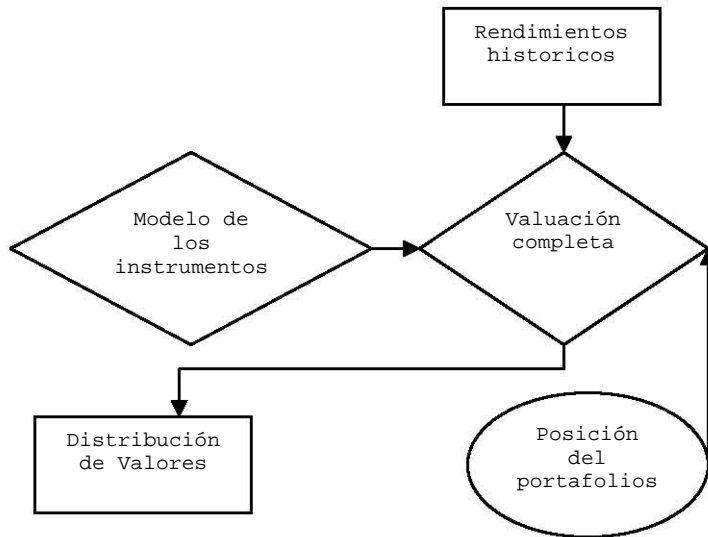 Rendimientos
historicos
Modelo de
los
instrumentos
Valuación
completa
Distribución
de Valores
Posición
del
portafolios